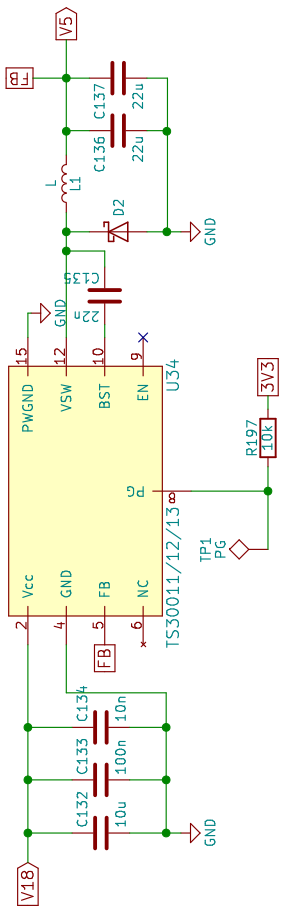 V5
FB
C137
22u
C136
22u
L
L1
D2
GND
C135
22n
GND
PWGND
15
VSW
12
BST
10
EN
9
U34
3V3
R197
10k
PG
8
TP1
PG
TS30011/12/13
Vcc
2
GND
4
FB
5
NC
6
FB
C134
10n
C133
100n
C132
10u
GND
V18